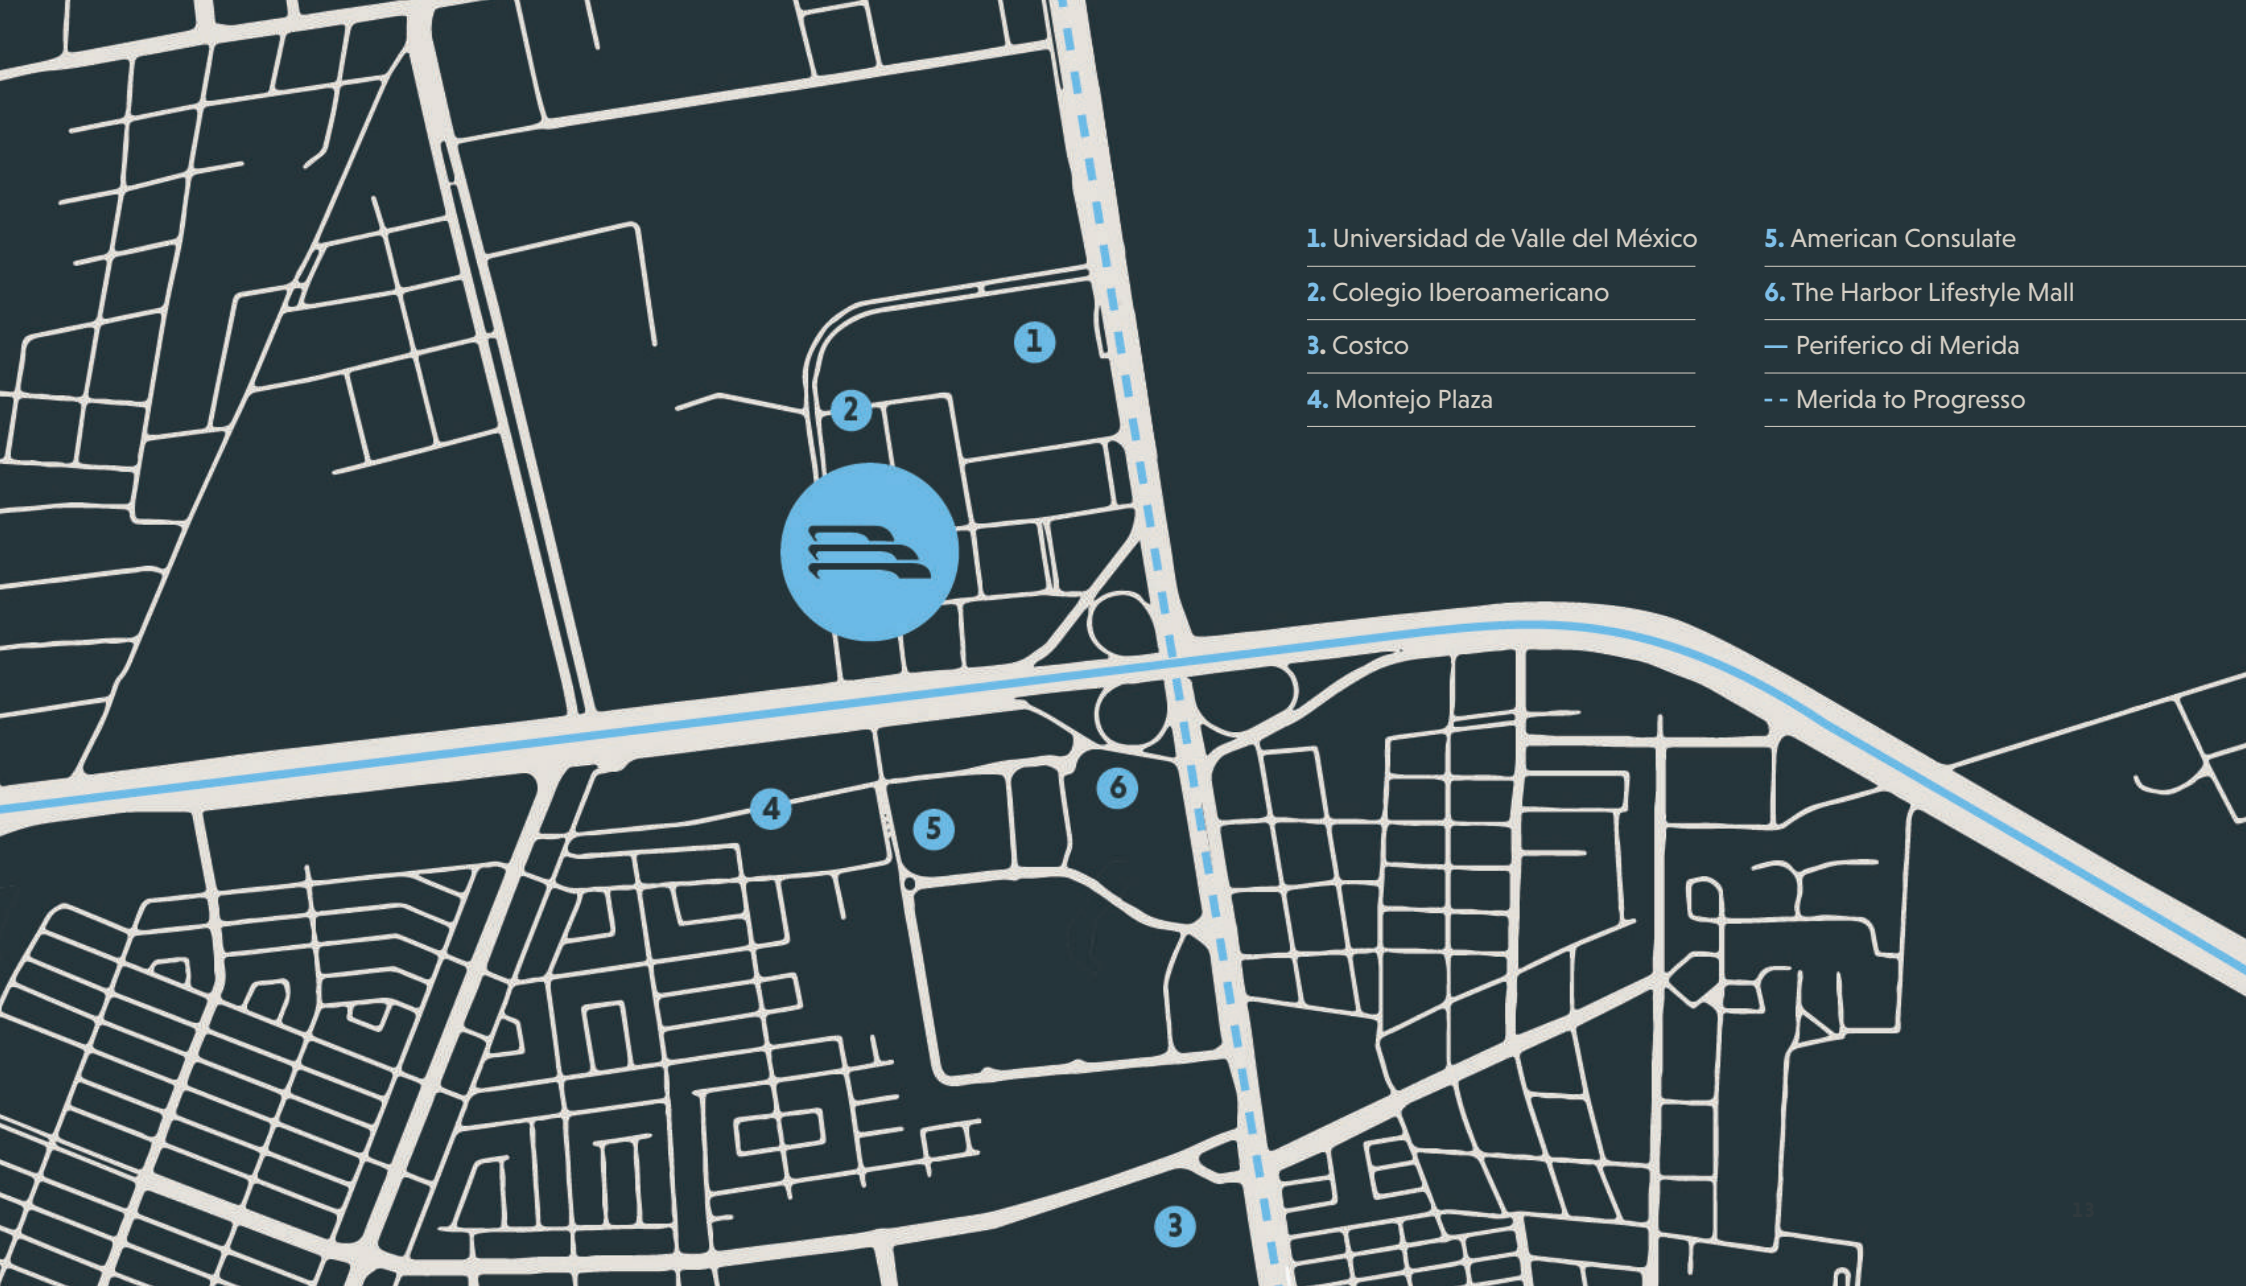 1. Universidad de Valle del México
2. Colegio Iberoamericano
3. Costco
4. Montejo Plaza
5. American Consulate
6. The Harbor Lifestyle Mall
— Periferico di Merida
-- Merida to Progresso
1
2
4
6
5
3
13